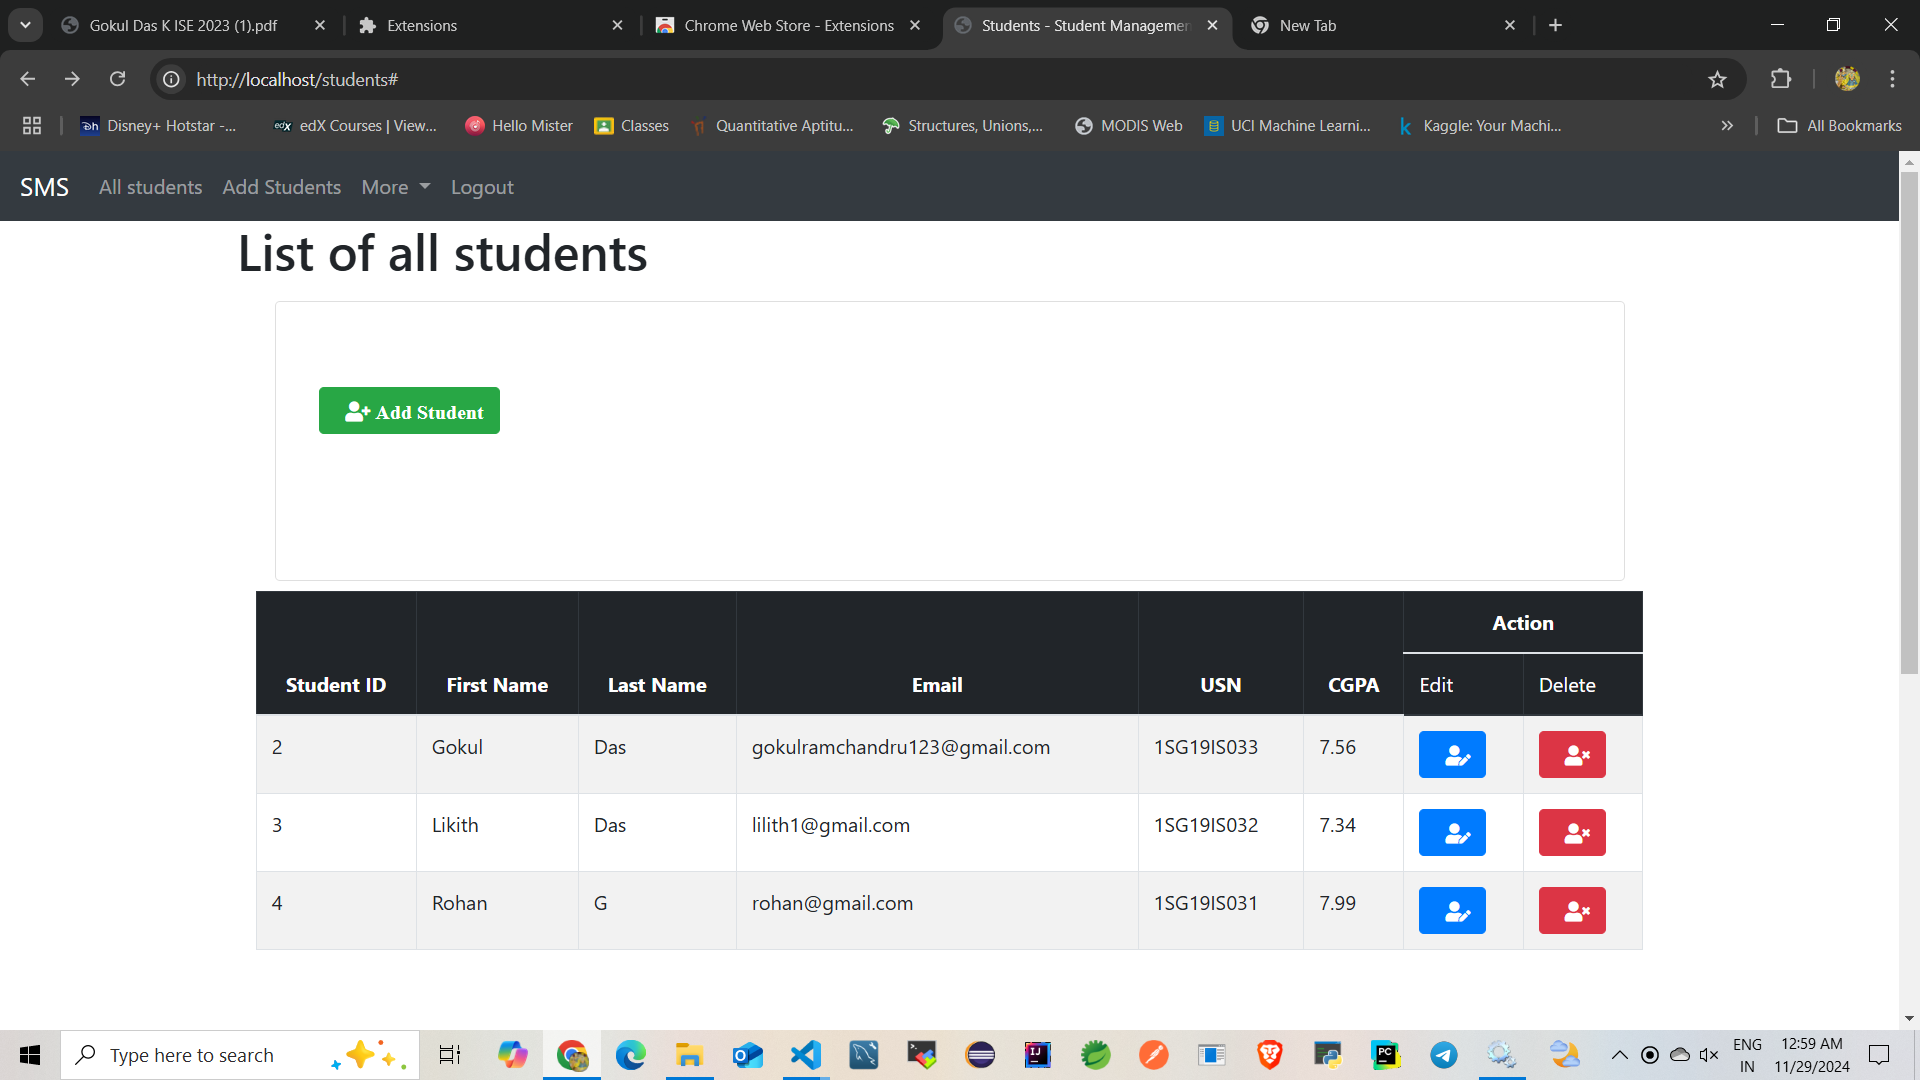 Gokul Das K ISE 2023 (1).pdf
Extensions
Chrome Web Store - Extensions
Students - Student Managemen
New Tab
http://localhost/students#
Disney+ Hotstar -...
edX Courses | View...
Hello Mister
Classes
Quantitative Aptitu...
Structures, Unions,...
MODIS Web
UCI Machine Learni...
Kaggle: Your Machi...
All Bookmarks
SMS
All students
Add Students
More
Logout
List of all students
Add Student
Action
Student ID First Name Last Name Email USN CGPA Edit Delete
2 Gokul Das gokulramchandru123@gmail.com 1SG19IS033 7.56
3 Likith Das lilith1@gmail.com 1SG19IS032 7.34
4 Rohan G rohan@gmail.com 1SG19IS031 7.99
Type here to search
ENG
IN
12:59 AM
11/29/2024